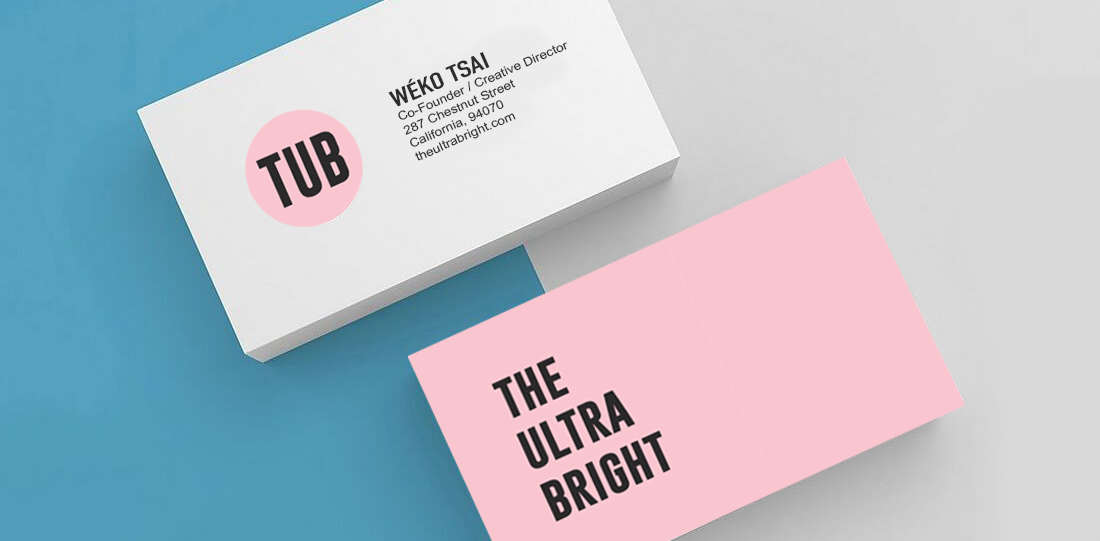 TUB
WÉKO TSAI
Co-Founder / Creative Director
287 Chestnut Street
California, 94070
theultrabright.com
THE
ULTRA
BRIGHT